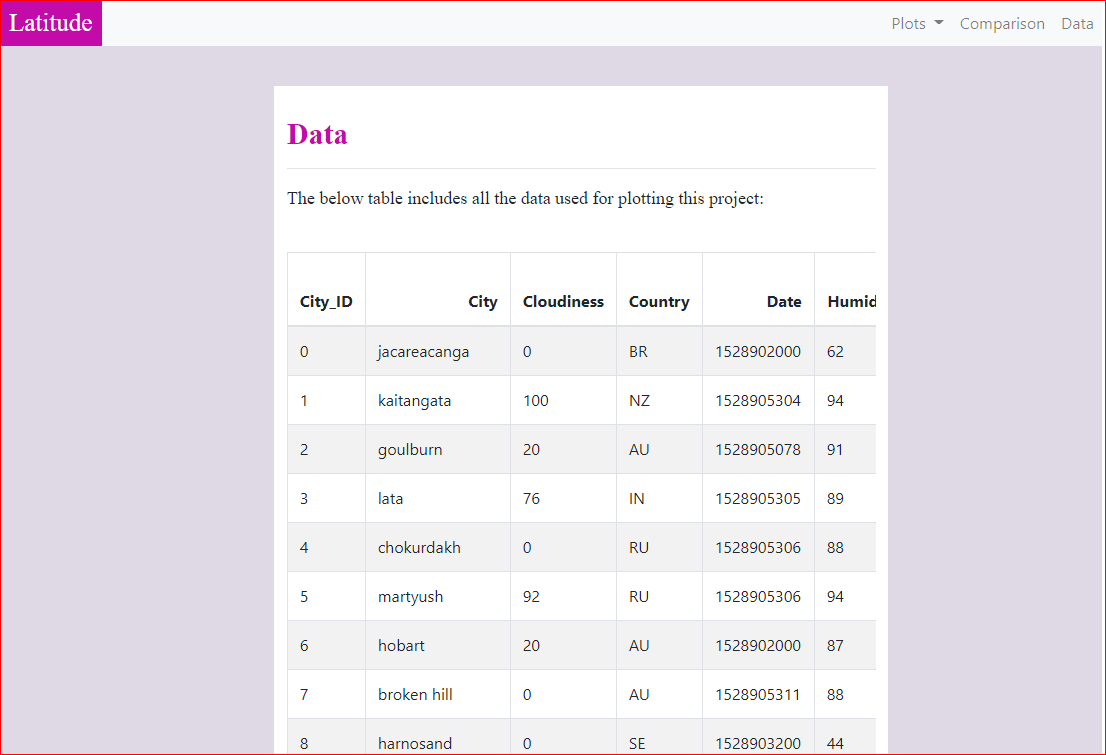 Latitude Plots Comparison Data
Data
The below table includes all the data used for plotting this project:
City_ID City Cloudiness Country Date Humid
0 jacareacanga 0 BR 1528902000 62
1 kaitangata 100 NZ 1528905304 94
2 goulburn 20 AU 1528905078 91
3 lata 76 IN 1528905305 89
4 chokurdakh 0 RU 1528905306 88
5 martyush 92 RU 1528905306 94
6 hobart 20 AU 1528902000 87
7 broken hill 0 AU 1528905311 88
8 harnosand 0 SE 1528903200 44